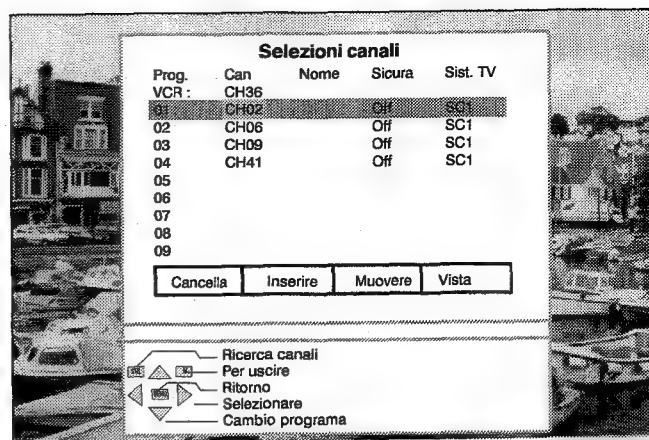 Selezioni canali
Prog. Can Nome Sicura Sist. TV
VCR : CH36
01 CH02 Off SC1
02 CH06 Off SC1
03 CH09 Off SC1
04 CH41 Off SC1
05
06
07
08
09
Cancella Inserire Muovere Vista
Ricerca canali
Per uscire
Ritorno
Selezionare
Cambio programa